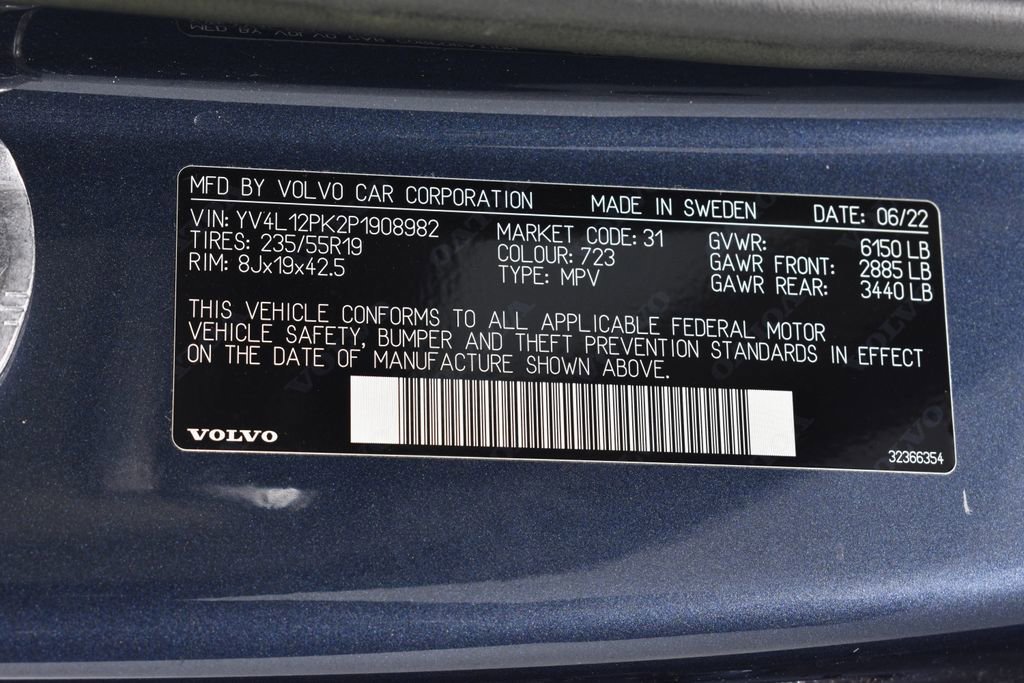 MFD BY VOLVO CAR CORPORATION MADE IN SWEDEN DATE: 06/22
VIN: YV4L12PK2P1908982 MARKET CODE: 31 GVWR: 6150 LB
TIRES: 235/55R19 COLOUR: 723 GAWR FRONT: 2885 LB
RIM: 8Jx19x42.5 TYPE: MPV GAWR REAR: 3440 LB
THIS VEHICLE CONFORMS TO ALL APPLICABLE FEDERAL MOTOR
VEHICLE SAFETY, BUMPER AND THEFT PREVENTION STANDARDS IN EFFECT
ON THE DATE OF MANUFACTURE SHOWN ABOVE.
VOLVO
32366354